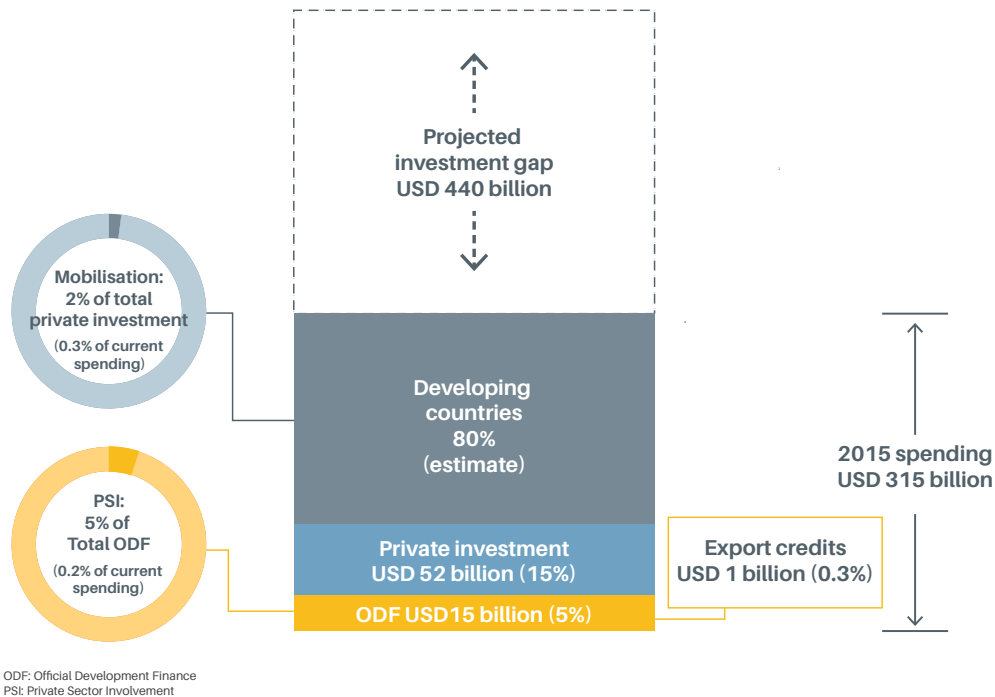 Projected
investment gap
USD 440 billion
Mobilisation:
2% of total
private investment
(0.3% of current
spending)
Developing
countries
80%
(estimate)
2015 spending
USD 315 billion
PSI:
5% of
Total ODF
(0.2% of current
spending)
Private investment
USD 52 billion (15%)
Export credits
USD 1 billion (0.3%)
ODF USD15 billion (5%)
ODF: Official Development Finance
PSI: Private Sector Involvement